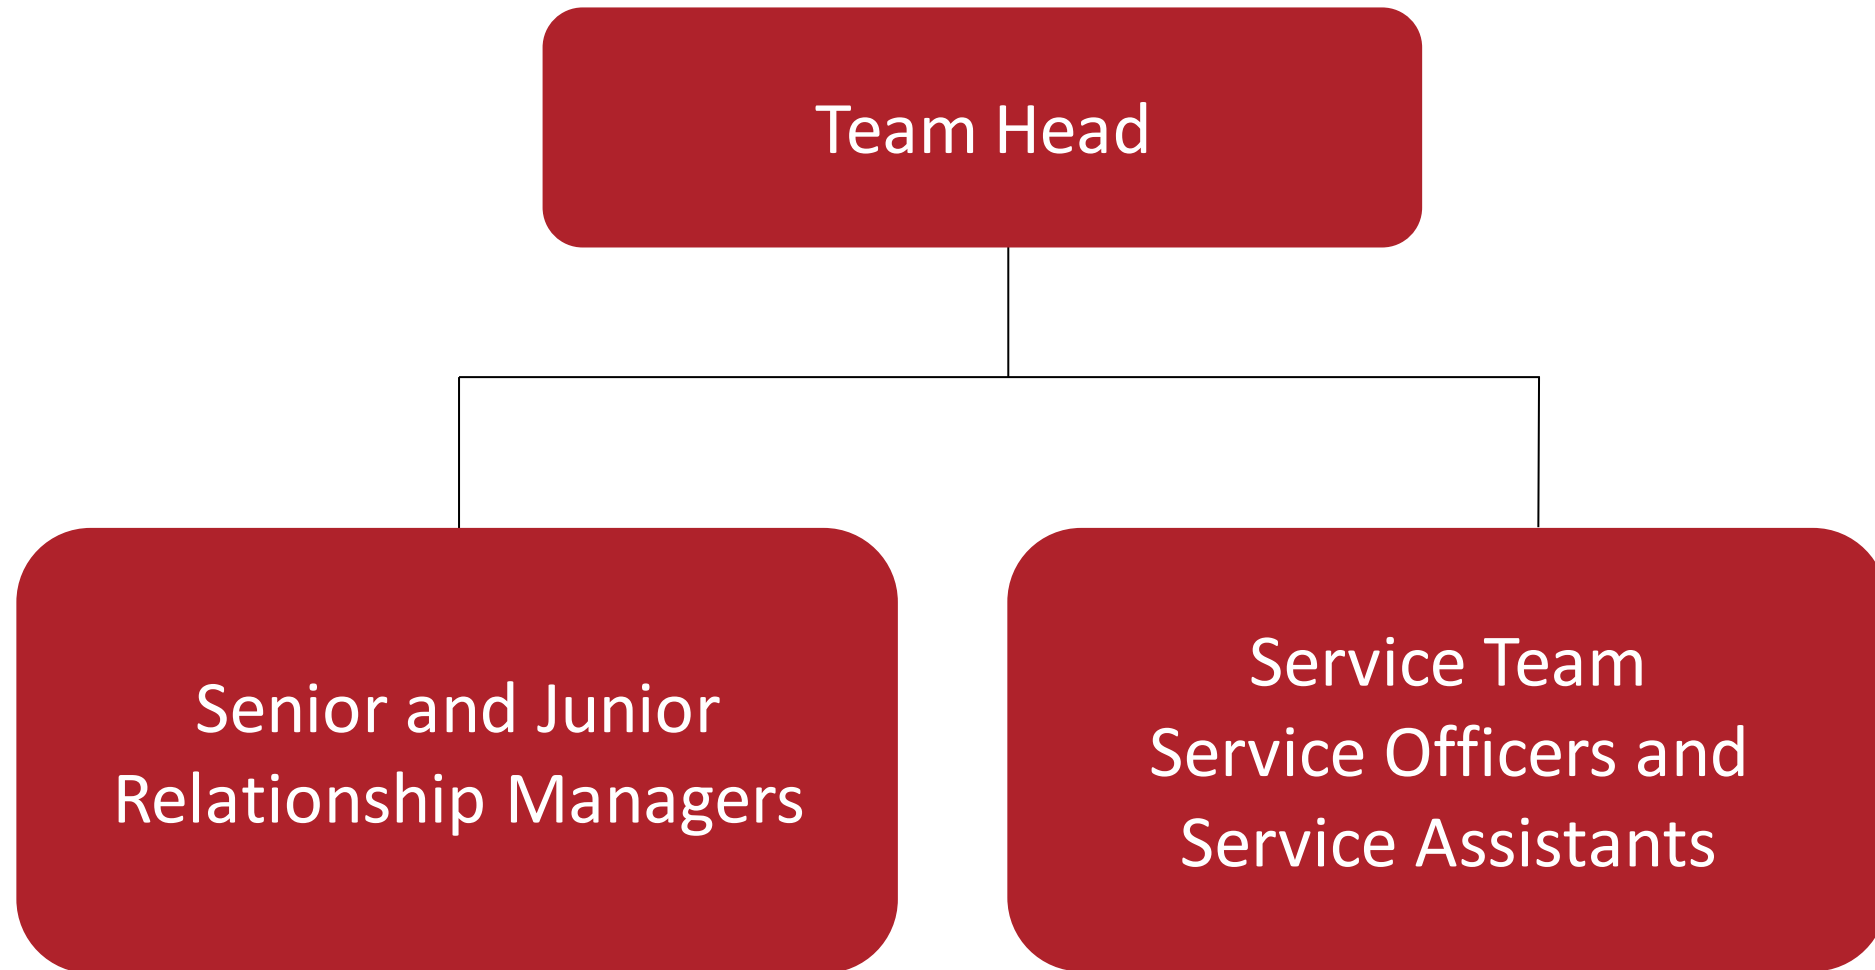 Team Head
Senior and Junior
Relationship Managers
Service Team
Service Officers and
Service Assistants